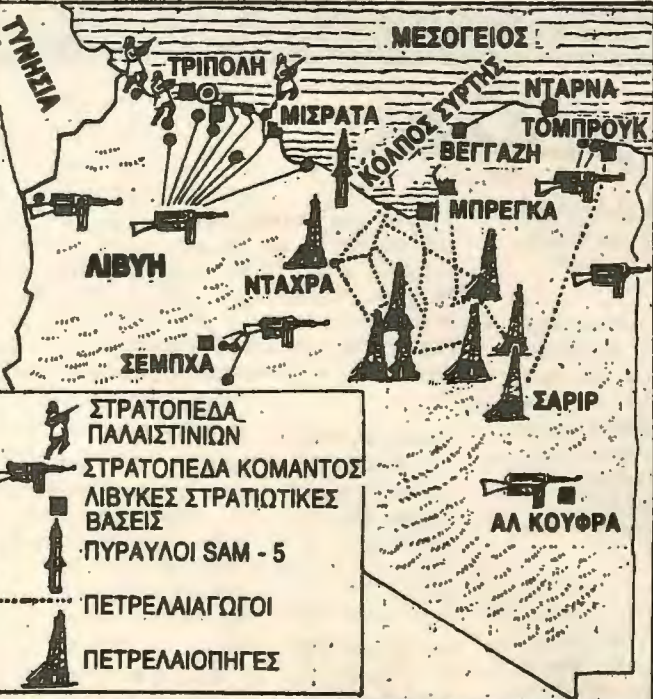 ΤΥΝΗΣΙΑ
ΜΕΣΟΓΕΙΟΣ
ΤΡΙΠΟΛΗ
ΜΙΣΡΑΤΑ
ΚΟΛΠΟΣ ΣΥΡΤΗΣ
ΝΤΑΡΝΑ
ΤΟΜΠΡΟΥΚ
ΒΕΓΓΑΖΗ
ΜΠΡΕΓΚΑ
ΛΙΒΥΗ
ΝΤΑΧΡΑ
ΣΕΜΠΧΑ
ΣΑΡΙΡ
ΑΛ ΚΟΥΦΡΑ
ΣΤΡΑΤΟΠΕΔΑ
ΠΑΛΑΙΣΤΙΝΙΩΝ
ΣΤΡΑΤΟΠΕΔΑ ΚΟΜΑΝΤΟΣ
ΛΙΒΥΚΕΣ ΣΤΡΑΤΙΩΤΙΚΕΣ
ΒΑΣΕΙΣ
ΠΥΡΑΥΛΟΙ SAM - 5
ΠΕΤΡΕΛΑΙΑΓΩΓΟΙ
ΠΕΤΡΕΛΑΙΟΠΗΓΕΣ